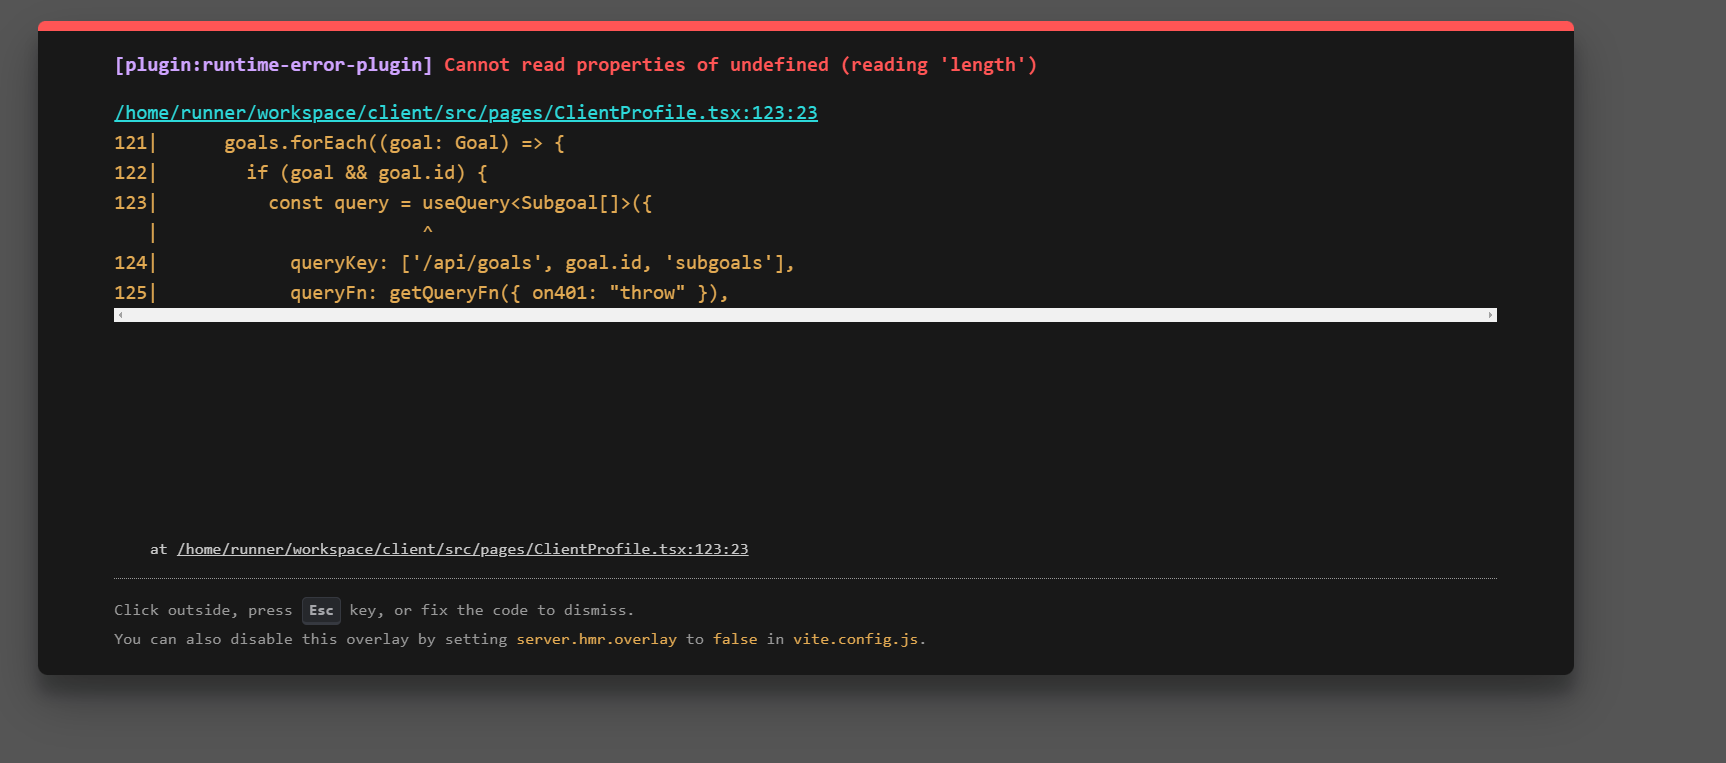 [plugin:runtime-error-plugin] Cannot read properties of undefined (reading 'length')
/home/runner/workspace/client/src/pages/ClientProfile.tsx:123:23
121|      goals.forEach((goal: Goal) => {
122|        if (goal && goal.id) {
123|          const query = useQuery<Subgoal[]>({
   |                        ^
124|            queryKey: ['/api/goals', goal.id, 'subgoals'],
125|            queryFn: getQueryFn({ on401: "throw" }),
at /home/runner/workspace/client/src/pages/ClientProfile.tsx:123:23
Click outside, press Esc key, or fix the code to dismiss.
You can also disable this overlay by setting server.hmr.overlay to false in vite.config.js.